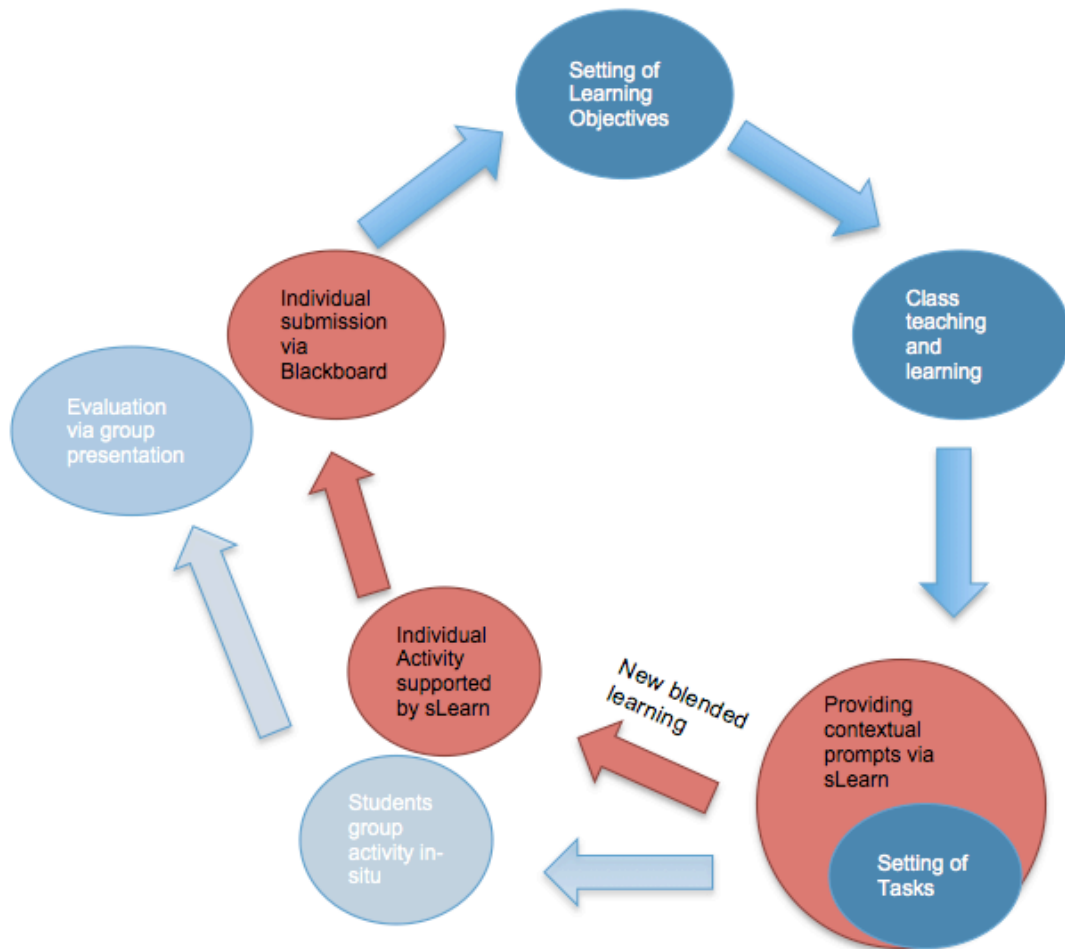 Setting of
Learning
Objectives
Class
teaching
and
learning
Providing
contextual
prompts via
sLearn
Setting of
Tasks
New blended
learning
Individual
Activity
supported
by sLearn
Students
group
activity in-
situ
Individual
submission
via
Blackboard
Evaluation
via group
presentation